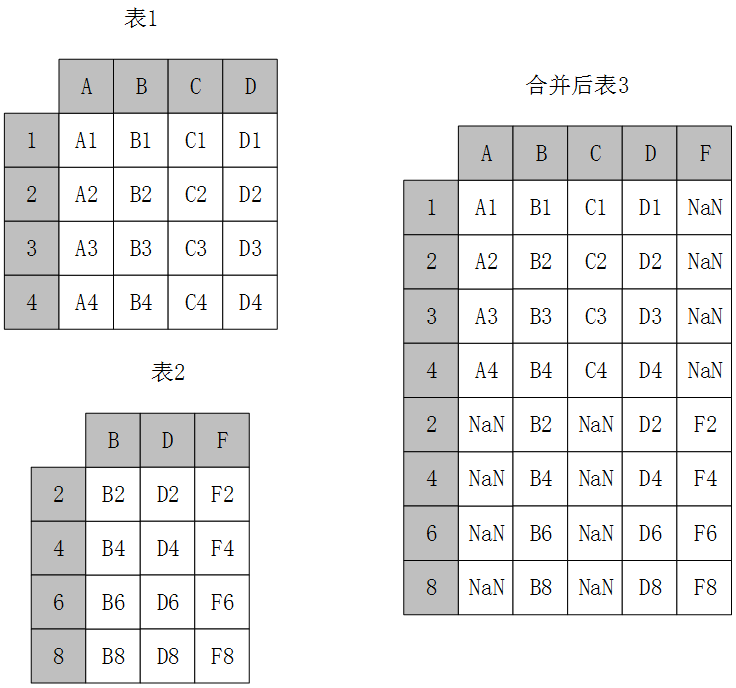 表1
A B C D
1 A1 B1 C1 D1
2 A2 B2 C2 D2
3 A3 B3 C3 D3
4 A4 B4 C4 D4
表2
B D F
2 B2 D2 F2
4 B4 D4 F4
6 B6 D6 F6
8 B8 D8 F8
合并后表3
A B C D F
1 A1 B1 C1 D1 NaN
2 A2 B2 C2 D2 NaN
3 A3 B3 C3 D3 NaN
4 A4 B4 C4 D4 NaN
2 NaN B2 NaN D2 F2
4 NaN B4 NaN D4 F4
6 NaN B6 NaN D6 F6
8 NaN B8 NaN D8 F8